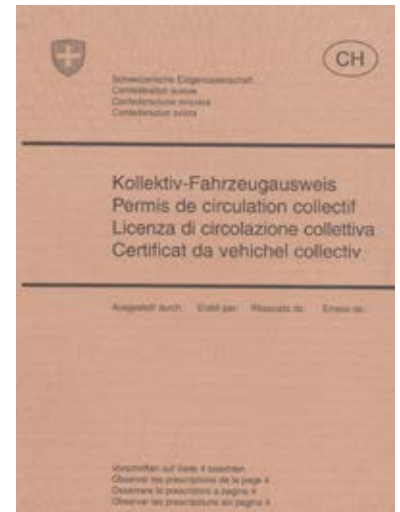 CH
Schweizerische Eidgenossenschaft
Confédération suisse
Confederazione svizzera
Confederaziun svizra
Kollektiv-Fahrzeugausweis
Permis de circulation collectif
Licenza di circolazione collettiva
Certificat da vehichel collectiv
Ausgestellt durch: Etabli par: Rilasciata da: Emess da:
Vorschriften auf Seite 4 beachten
Observer les prescriptions de la page 4
Osservare le prescrizioni a pagina 4
Observar las prescripziuns sin pagina 4